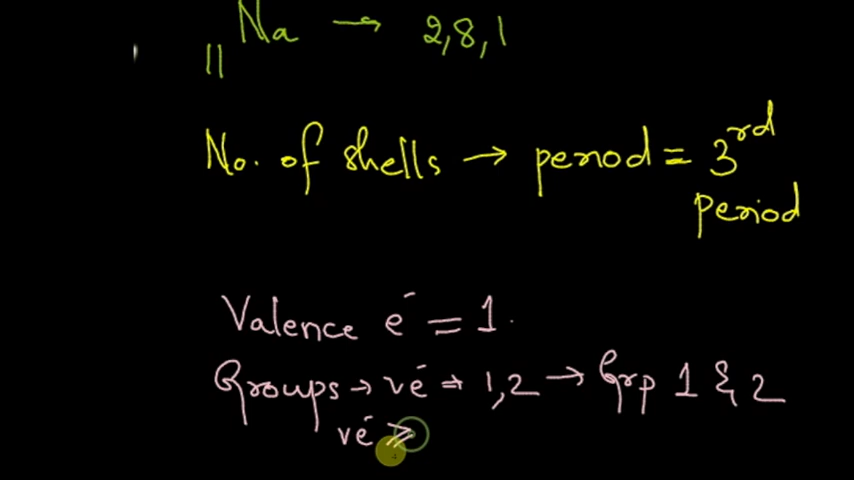 ₁₁Na → 2,8,1
No. of shells → period = 3rd
period
Valence e⁻ = 1.
Groups → ve⁻ → 1,2 → Grp 1 & 2
ve⁻ ≥